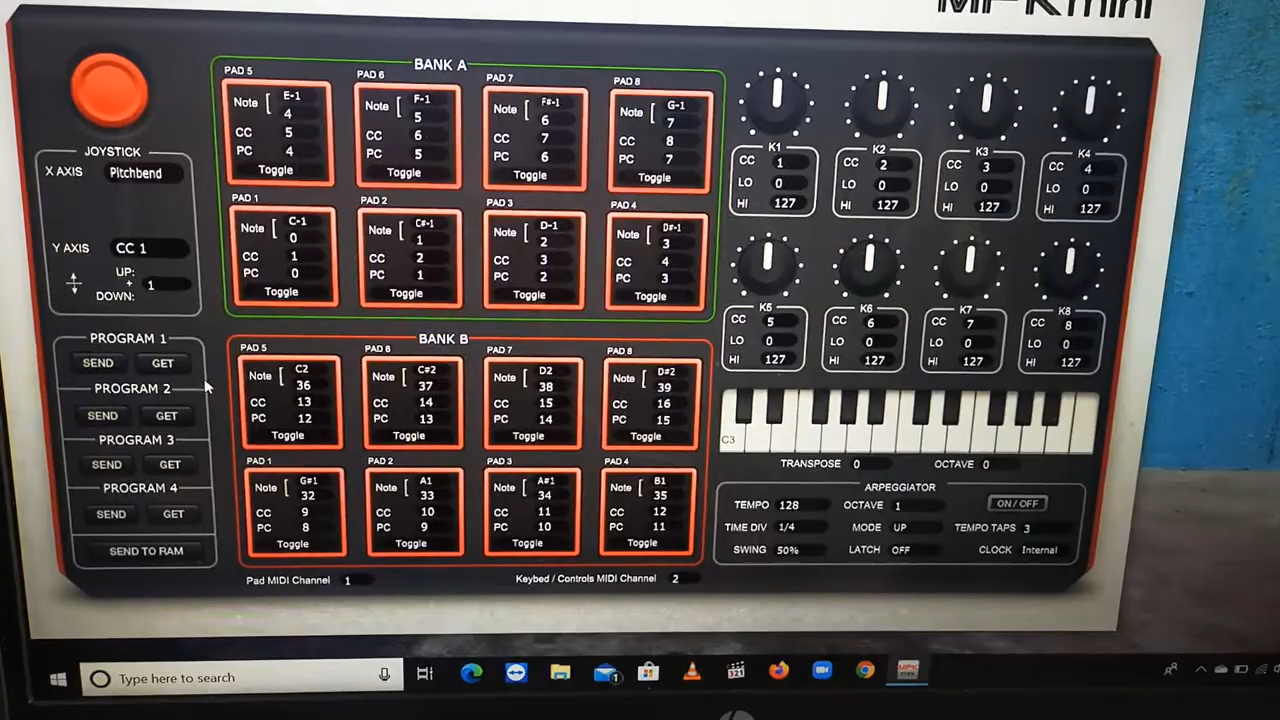 MPK mini
BANK A
PAD 5
Note [ E-1
4
CC 5
PC 4
Toggle
PAD 6
Note [ F-1
5
CC 6
PC 5
Toggle
PAD 7
Note [ F#-1
6
CC 7
PC 6
Toggle
PAD 8
Note [ G-1
7
CC 8
PC 7
Toggle
PAD 1
Note [ C-1
0
CC 1
PC 0
Toggle
PAD 2
Note [ C#-1
1
CC 2
PC 1
Toggle
PAD 3
Note [ D-1
2
CC 3
PC 2
Toggle
PAD 4
Note [ D#-1
3
CC 4
PC 3
Toggle
JOYSTICK
X AXIS Pitchbend
Y AXIS CC 1
UP:
+ 1
DOWN:
PROGRAM 1
SEND GET
PROGRAM 2
SEND GET
PROGRAM 3
SEND GET
PROGRAM 4
SEND GET
SEND TO RAM
BANK B
PAD 5
Note [ C2
36
CC 13
PC 12
Toggle
PAD 6
Note [ C#2
37
CC 14
PC 13
Toggle
PAD 7
Note [ D2
38
CC 15
PC 14
Toggle
PAD 8
Note [ D#2
39
CC 16
PC 15
Toggle
PAD 1
Note [ G#1
32
CC 9
PC 8
Toggle
PAD 2
Note [ A1
33
CC 10
PC 9
Toggle
PAD 3
Note [ A#1
34
CC 11
PC 10
Toggle
PAD 4
Note [ B1
35
CC 12
PC 11
Toggle
Pad MIDI Channel 1
Keybed / Controls MIDI Channel 2
K1
CC 1
LO 0
HI 127
K2
CC 2
LO 0
HI 127
K3
CC 3
LO 0
HI 127
K4
CC 4
LO 0
HI 127
K5
CC 5
LO 0
HI 127
K6
CC 6
LO 0
HI 127
K7
CC 7
LO 0
HI 127
K8
CC 8
LO 0
HI 127
C3
TRANSPOSE 0 OCTAVE 0
ARPEGGIATOR
TEMPO 128 OCTAVE 1 ON / OFF
TIME DIV 1/4 MODE UP TEMPO TAPS 3
SWING 50% LATCH OFF CLOCK Internal
Type here to search
1
321